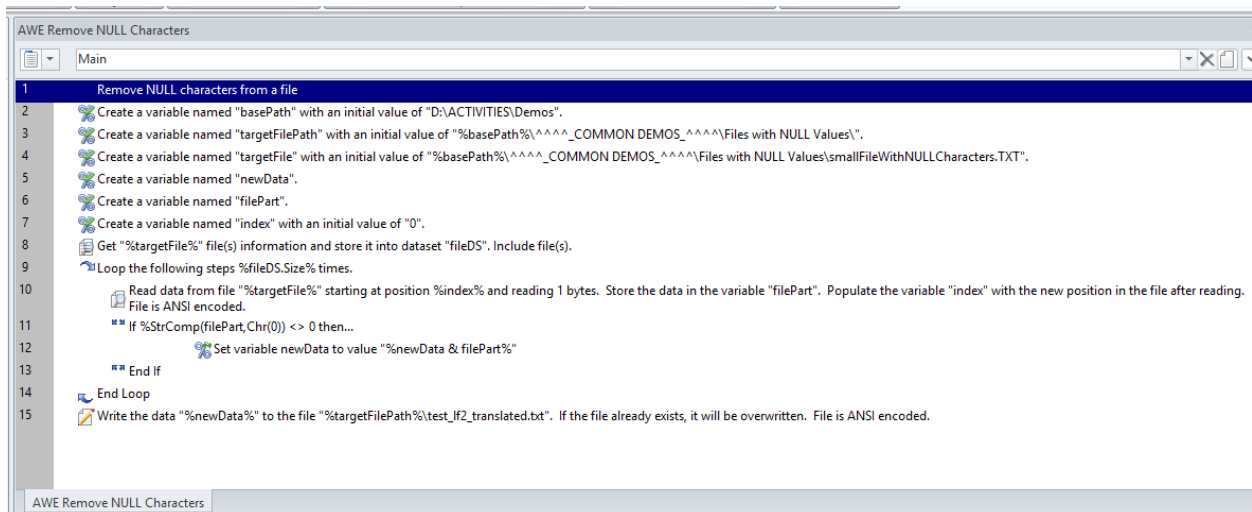 AWE Remove NULL Characters
Main
1 Remove NULL characters from a file
2 Create a variable named "basePath" with an initial value of "D:\ACTIVITIES\Demos".
3 Create a variable named "targetFilePath" with an initial value of "%basePath%\^^^^_COMMON DEMOS_^^^^\Files with NULL Values\".
4 Create a variable named "targetFile" with an initial value of "%basePath%\^^^^_COMMON DEMOS_^^^^\Files with NULL Values\smallFileWithNULLCharacters.TXT".
5 Create a variable named "newData".
6 Create a variable named "filePart".
7 Create a variable named "index" with an initial value of "0".
8 Get "%targetFile%" file(s) information and store it into dataset "fileDS". Include file(s).
9 Loop the following steps %fileDS.Size% times.
10 Read data from file "%targetFile%" starting at position %index% and reading 1 bytes. Store the data in the variable "filePart". Populate the variable "index" with the new position in the file after reading.
File is ANSI encoded.
11 If %StrComp(filePart,Chr(0)) <> 0 then...
12 Set variable newData to value "%newData & filePart%"
13 End If
14 End Loop
15 Write the data "%newData%" to the file "%targetFilePath%\test_lf2_translated.txt". If the file already exists, it will be overwritten. File is ANSI encoded.
AWE Remove NULL Characters